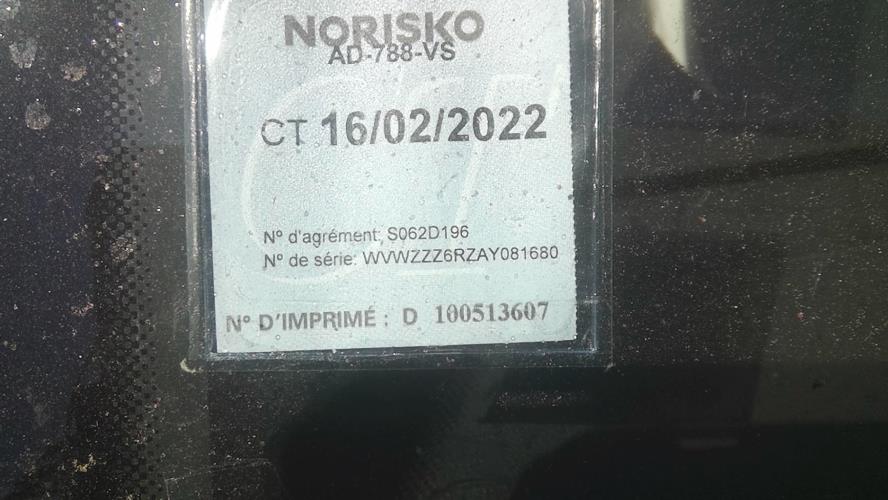 NORISKO
AD-788-VS
CT 16/02/2022
N° d'agrément: S062D196
N° de série: WVWZZZ6RZAY081680
N° D'IMPRIMÉ : D 100513607